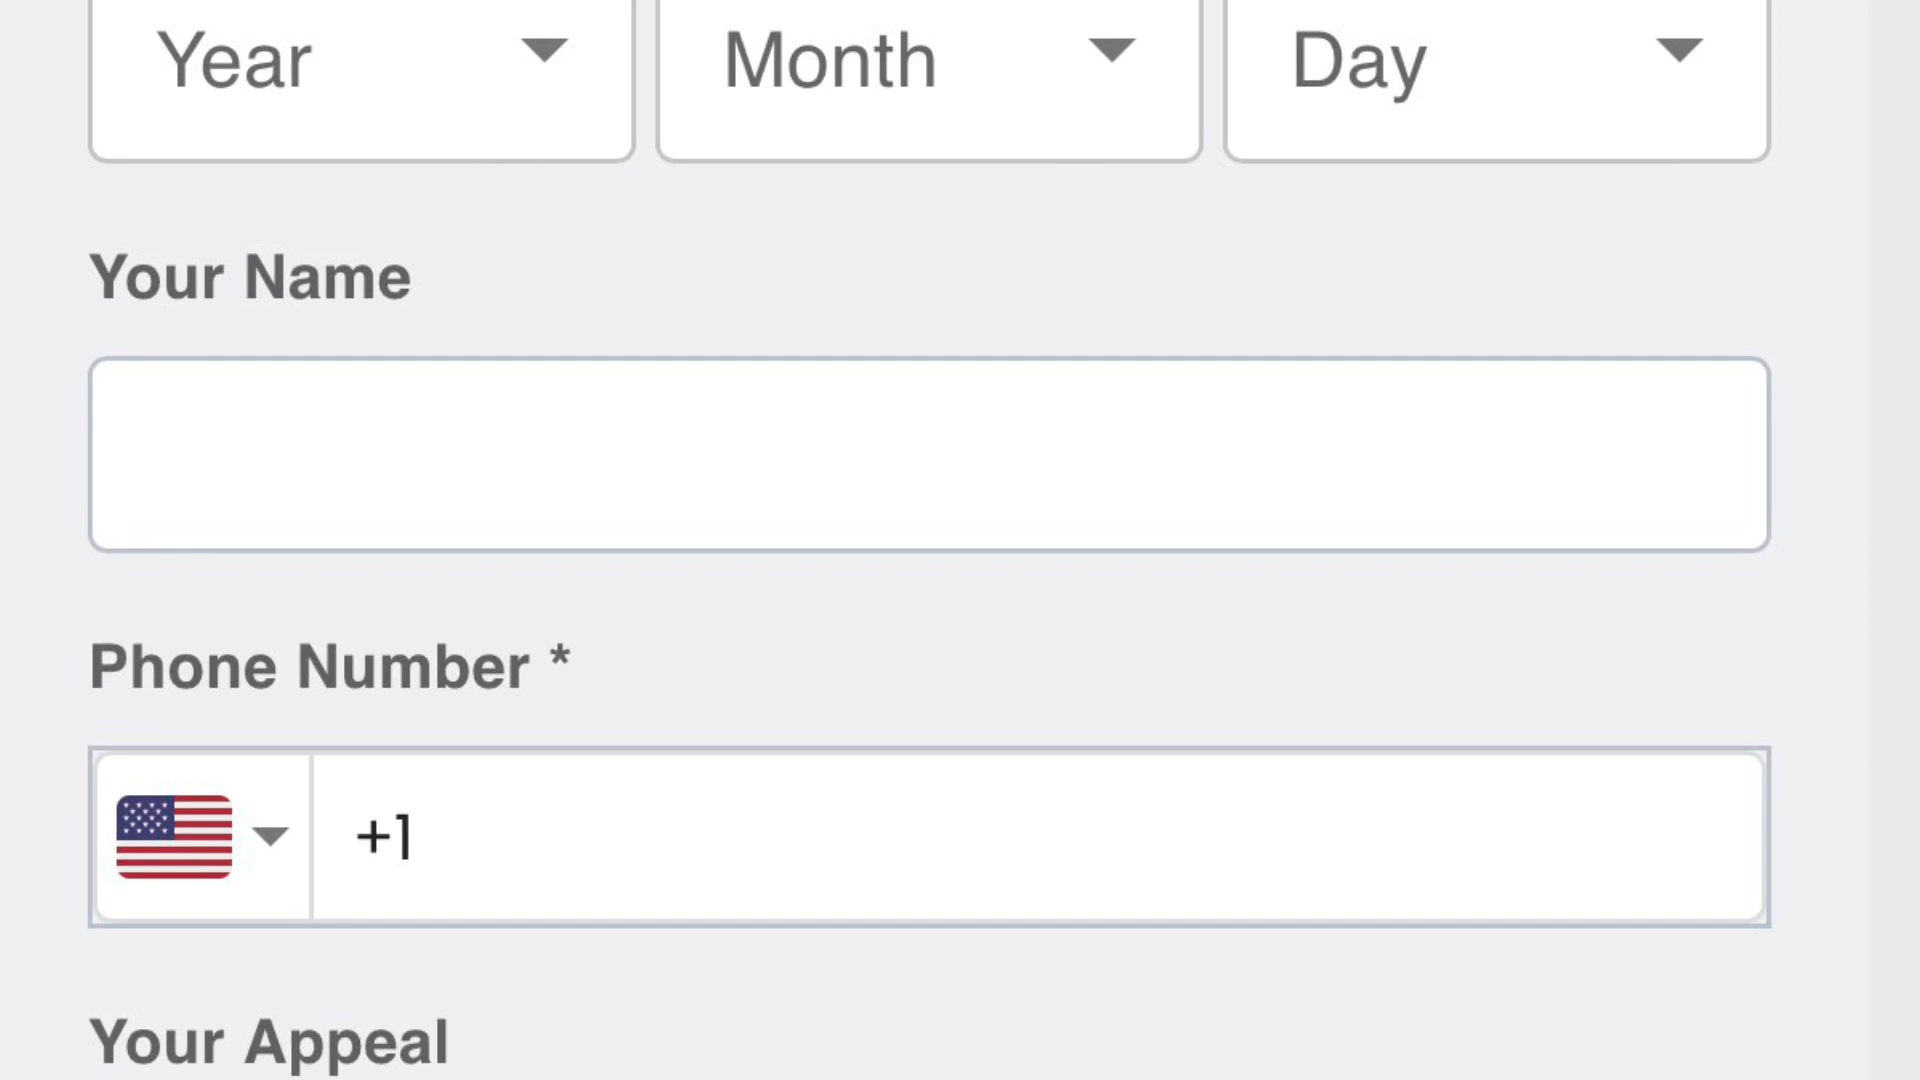 Year Month Day
Your Name
Phone Number *
+1
Your Appeal